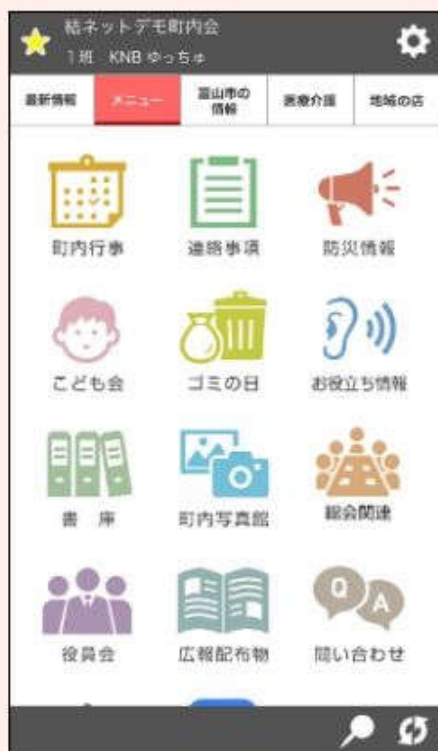 結ネットデモ町内会
1班 KNB ゆっちゅ
最新情報 メニュー 富山市の情報 医療介護 地域の店
町内行事 連絡事項 防災情報
こども会 ゴミの日 お役立ち情報
書 庫 町内写真館 総会関連
Q A
役員会 広報配布物 問い合わせ